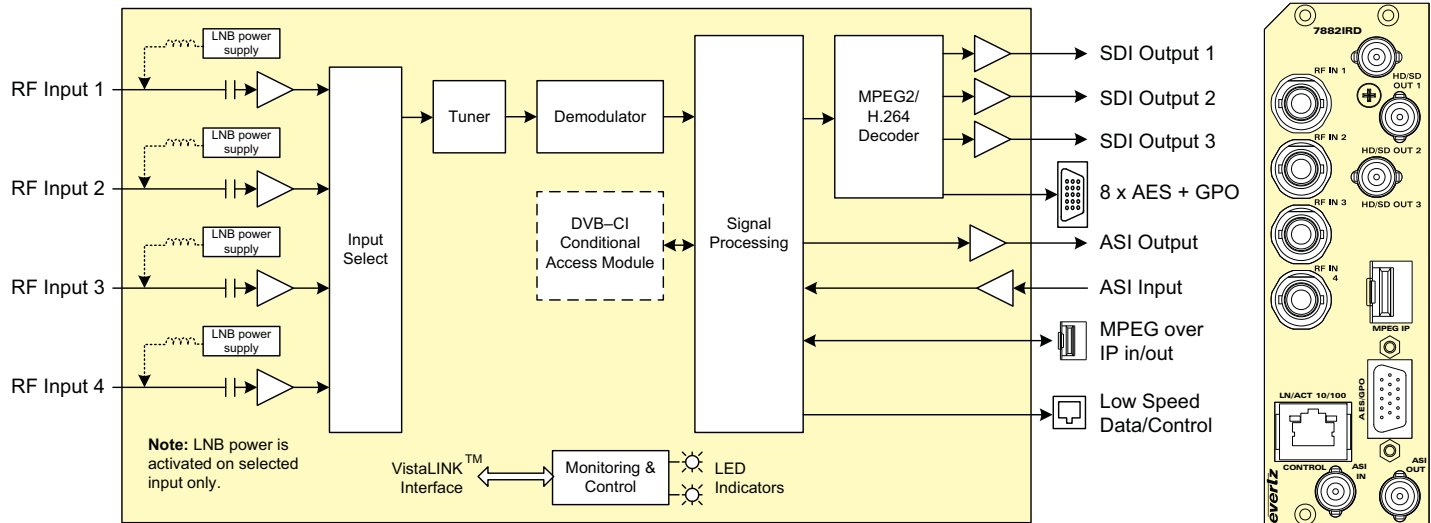 LNB power
supply
RF Input 1
LNB power
supply
RF Input 2
LNB power
supply
RF Input 3
LNB power
supply
RF Input 4
Note: LNB power is
activated on selected
input only.
Input
Select
Tuner
Demodulator
DVB–CI
Conditional
Access Module
Signal
Processing
MPEG2/
H.264
Decoder
SDI Output 1
SDI Output 2
SDI Output 3
8 x AES + GPO
ASI Output
ASI Input
MPEG over
IP in/out
Low Speed
Data/Control
VistaLINK™
Interface
Monitoring &
Control
LED
Indicators
7882IRD
RF IN 1
HD/SD
OUT 1
RF IN 2
HD/SD OUT 2
RF IN 3
HD/SD OUT 3
RF IN
4
MPEG IP
LN/ACT 10/100
AES/GPO
CONTROL
ASI
IN
ASI
OUT
evertz